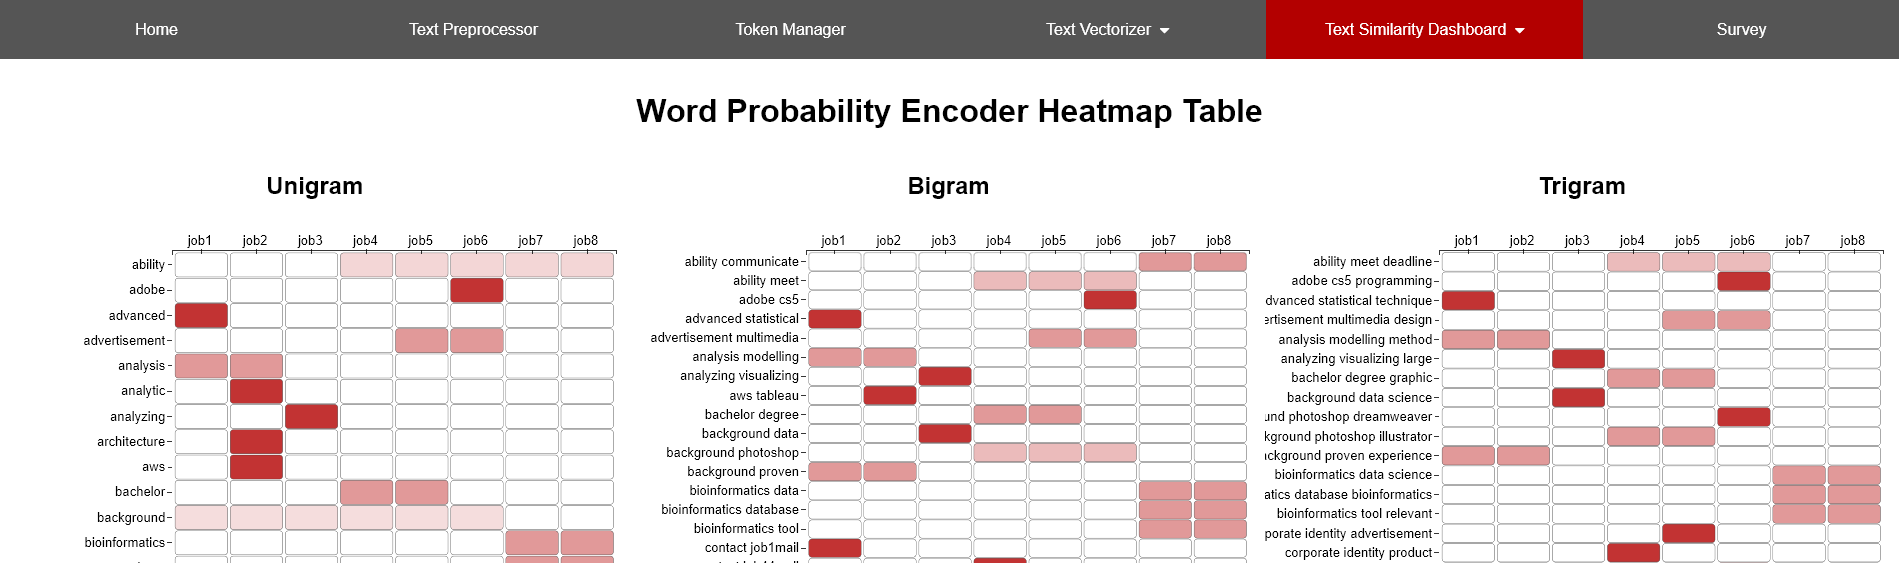 Home Text Preprocessor Token Manager Text Vectorizer Text Similarity Dashboard Survey
Word Probability Encoder Heatmap Table
Unigram
job1 job2 job3 job4 job5 job6 job7 job8
ability
adobe
advanced
advertisement
analysis
analytic
analyzing
architecture
aws
bachelor
background
bioinformatics
Bigram
job1 job2 job3 job4 job5 job6 job7 job8
ability communicate
ability meet
adobe cs5
advanced statistical
advertisement multimedia
analysis modelling
analyzing visualizing
aws tableau
bachelor degree
background data
background photoshop
background proven
bioinformatics data
bioinformatics database
bioinformatics tool
contact job1mail
Trigram
job1 job2 job3 job4 job5 job6 job7 job8
ability meet deadline
adobe cs5 programming
dvanced statistical technique
ertisement multimedia design
analysis modelling method
analyzing visualizing large
bachelor degree graphic
background data science
und photoshop dreamweaver
kground photoshop illustrator
ackground proven experience
bioinformatics data science
atics database bioinformatics
bioinformatics tool relevant
porate identity advertisement
corporate identity product